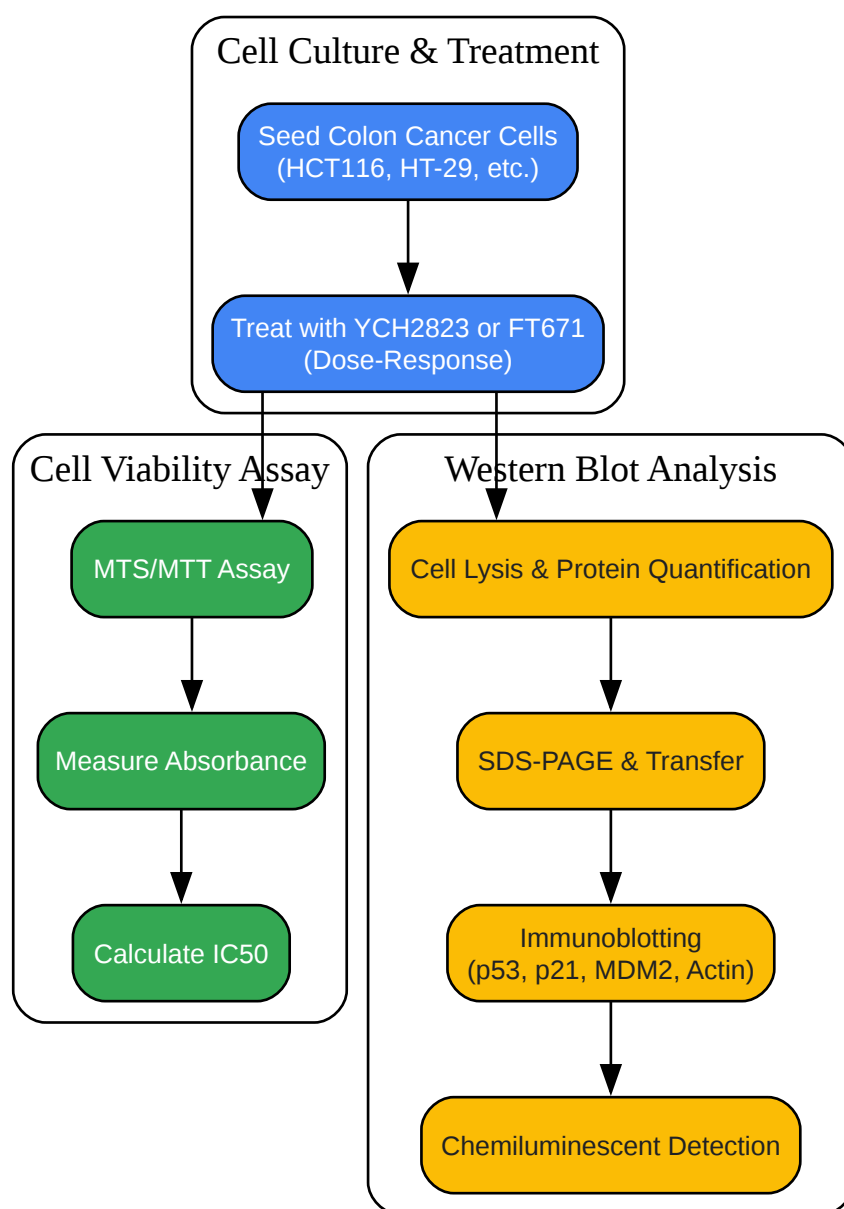 Cell Culture & Treatment
Seed Colon Cancer Cells
(HCT116, HT-29, etc.)
Treat with YCH2823 or FT671
(Dose-Response)
Cell Viability Assay
MTS/MTT Assay
Measure Absorbance
Calculate IC50
Western Blot Analysis
Cell Lysis & Protein Quantification
SDS-PAGE & Transfer
Immunoblotting
(p53, p21, MDM2, Actin)
Chemiluminescent Detection